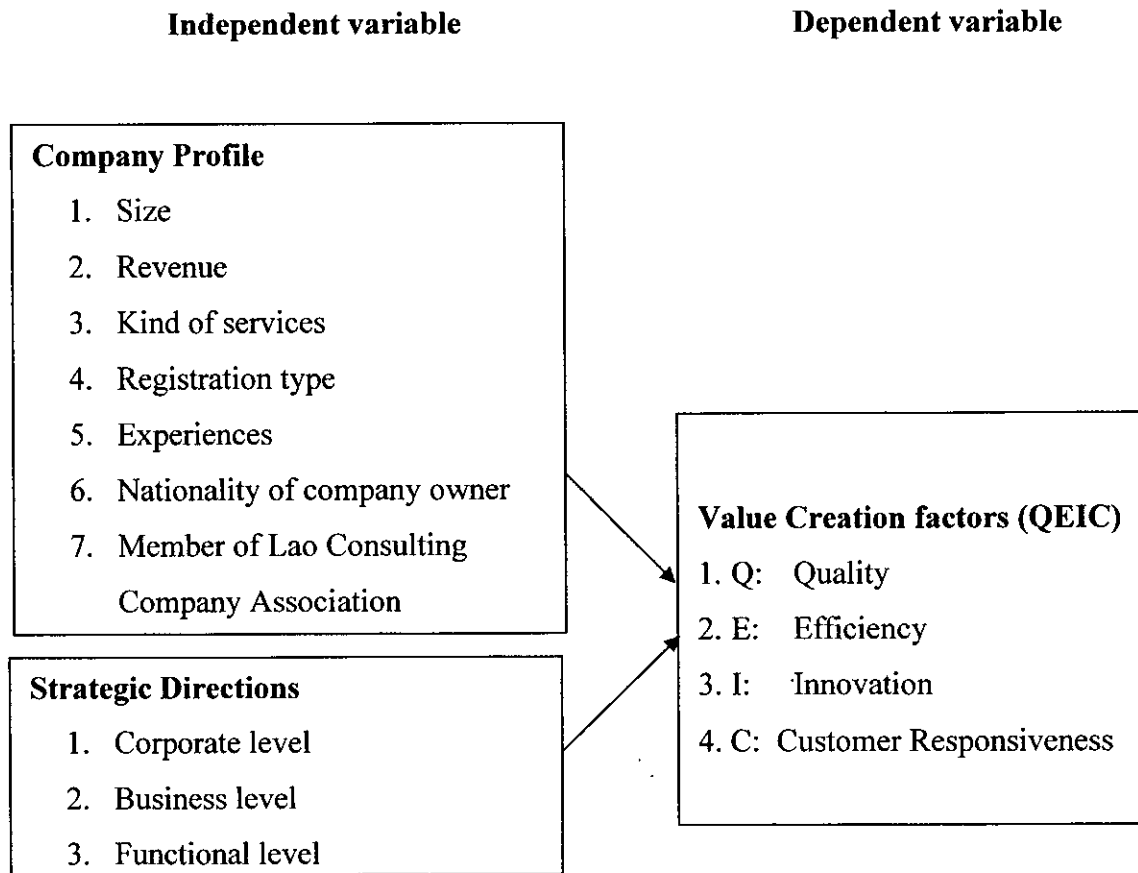 Independent variable
Dependent variable
Company Profile
1. Size
2. Revenue
3. Kind of services
4. Registration type
5. Experiences
6. Nationality of company owner
7. Member of Lao Consulting
Company Association
Strategic Directions
1. Corporate level
2. Business level
3. Functional level
Value Creation factors (QEIC)
1. Q: Quality
2. E: Efficiency
3. I: Innovation
4. C: Customer Responsiveness